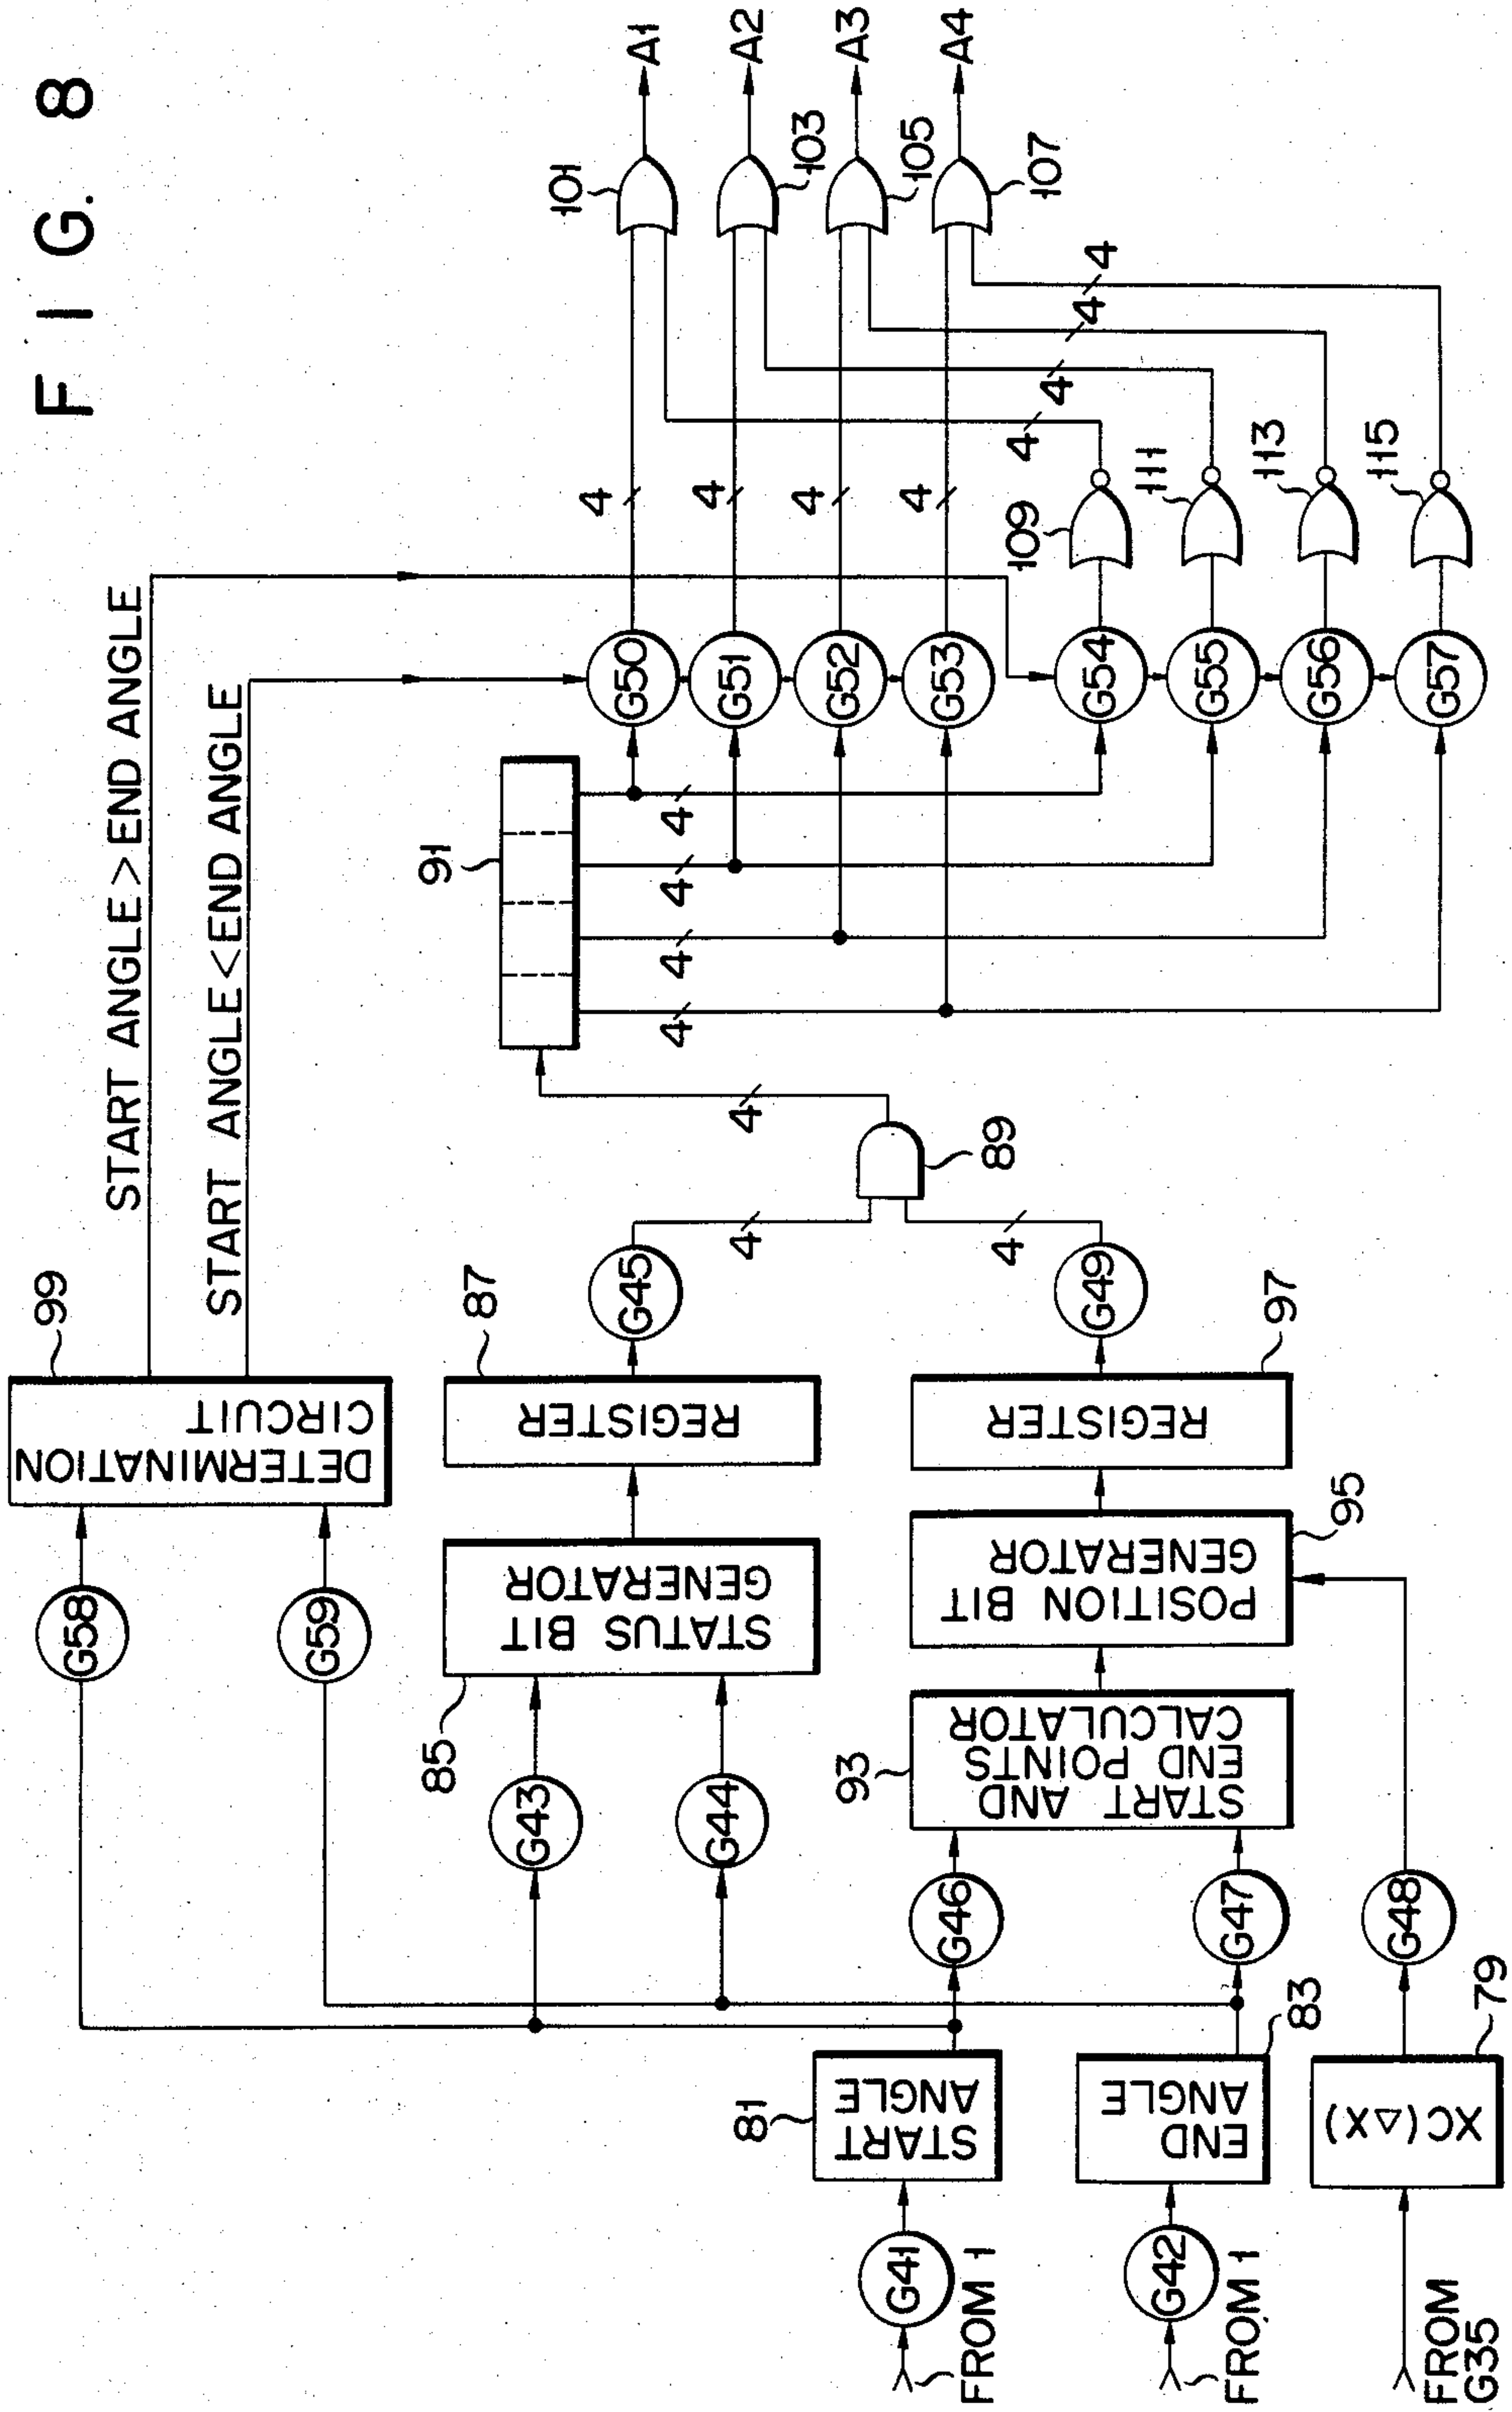 FIG. 8
START ANGLE > END ANGLE
START ANGLE < END ANGLE
99
DETERMINATION
CIRCUIT
G58
G59
87
REGISTER
85
STATUS BIT
GENERATOR
G43
G44
G45
93
START AND
END POINTS
CALCULATOR
95
POSITION BIT
GENERATOR
97
REGISTER
G46
G47
G48
G49
81
START
ANGLE
83
END
ANGLE
79
XC(△X)
G41
FROM 1
G42
FROM 1
FROM
G35
89
4
4
4
91
4
4
4
4
G50
G51
G52
G53
G54
G55
G56
G57
4
4
4
4
109
111
113
115
4
4
4
4
101
103
105
107
A1
A2
A3
A4